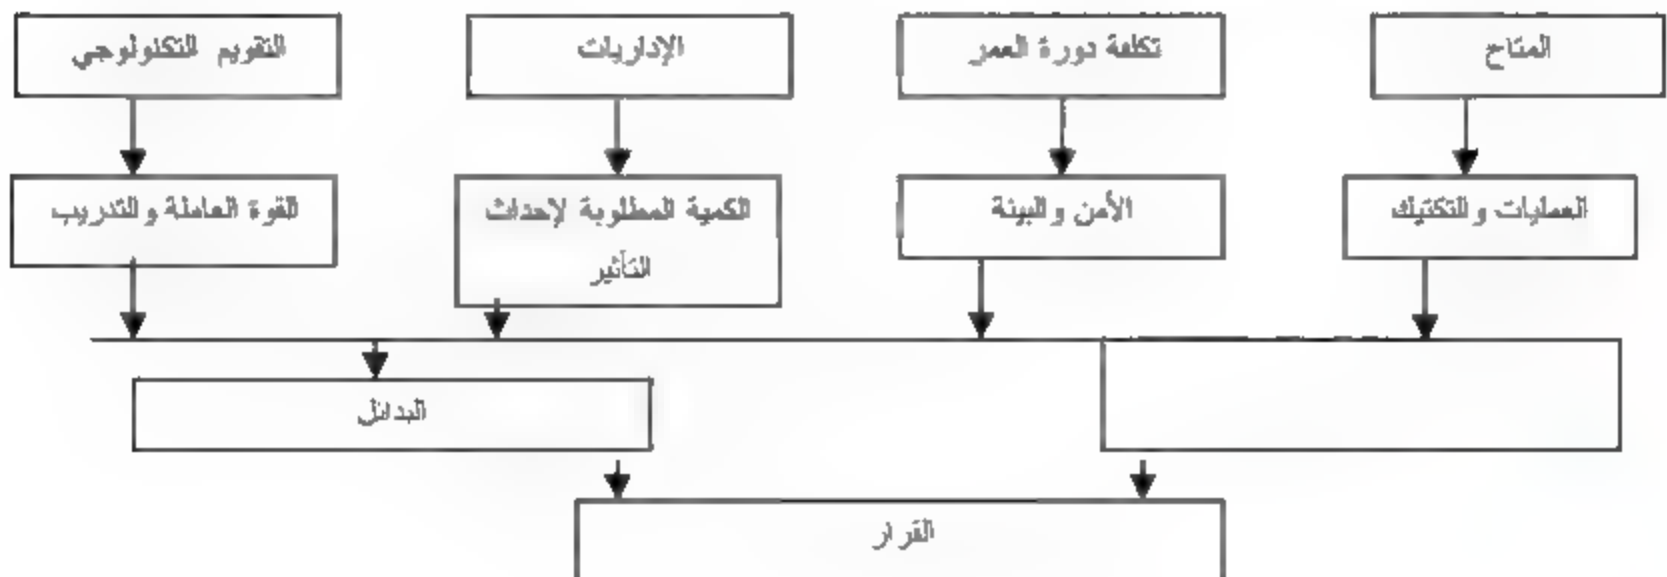 المتاح
تكلفة دورة العمر
الإداريات
التقويم التكنولوجي
العمليات والتكتيك
الأمن والبيئة
الكمية المطلوبة لإحداث
التأثير
القوة العاملة والتدريب
البدائل
القرار